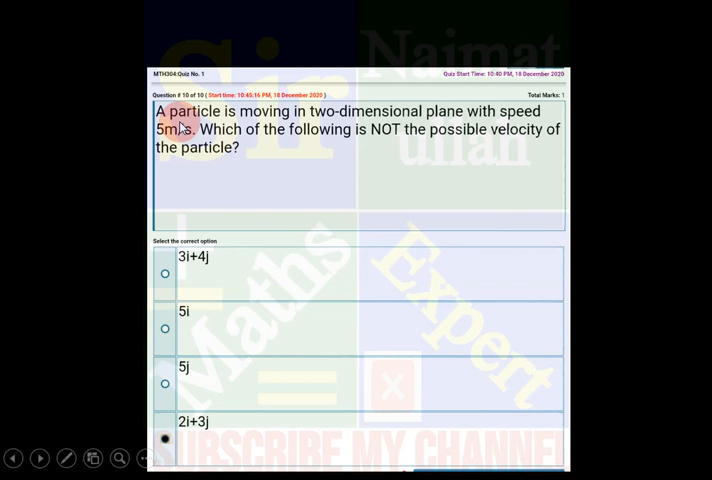 Sir Naimat
ullah
MTH304:Quiz No. 1
Quiz Start Time: 10:40 PM, 18 December 2020
Question # 10 of 10 ( Start time: 10:45:16 PM, 18 December 2020 )
Total Marks: 1
A particle is moving in two-dimensional plane with speed
5m/s. Which of the following is NOT the possible velocity of
the particle?
Select the correct option
3i+4j
5i
5j
2i+3j
Maths
Expert
SUBSCRIBE MY CHANNEL